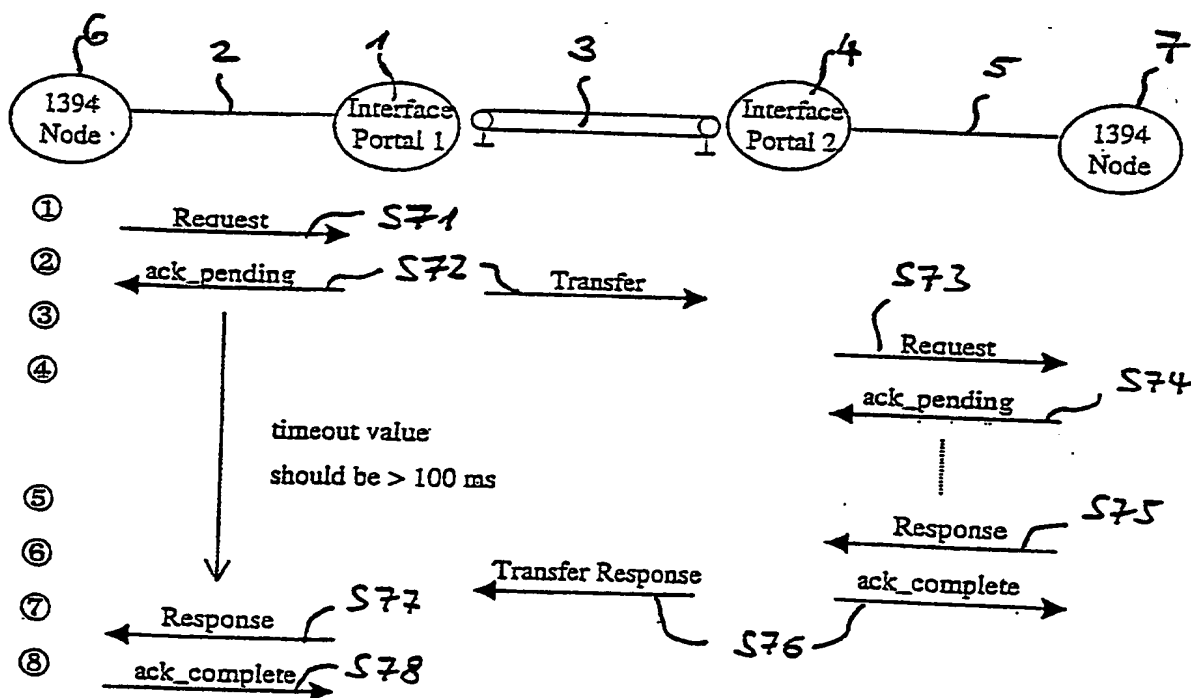 6
2
1
3
4
5
7
1394
Node
Interface
Portal 1
Interface
Portal 2
1394
Node
①
Request
S71
②
ack_pending
S72
Transfer
③
S73
Request
④
ack_pending
S74
timeout value
should be > 100 ms
⑤
Response
S75
⑥
Transfer Response
ack_complete
⑦
Response
S77
S76
⑧
ack_complete
S78